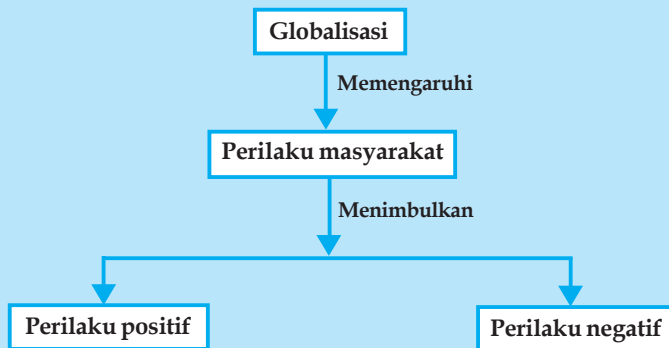 Globalisasi
Memengaruhi
Perilaku masyarakat
Menimbulkan
Perilaku positif
Perilaku negatif